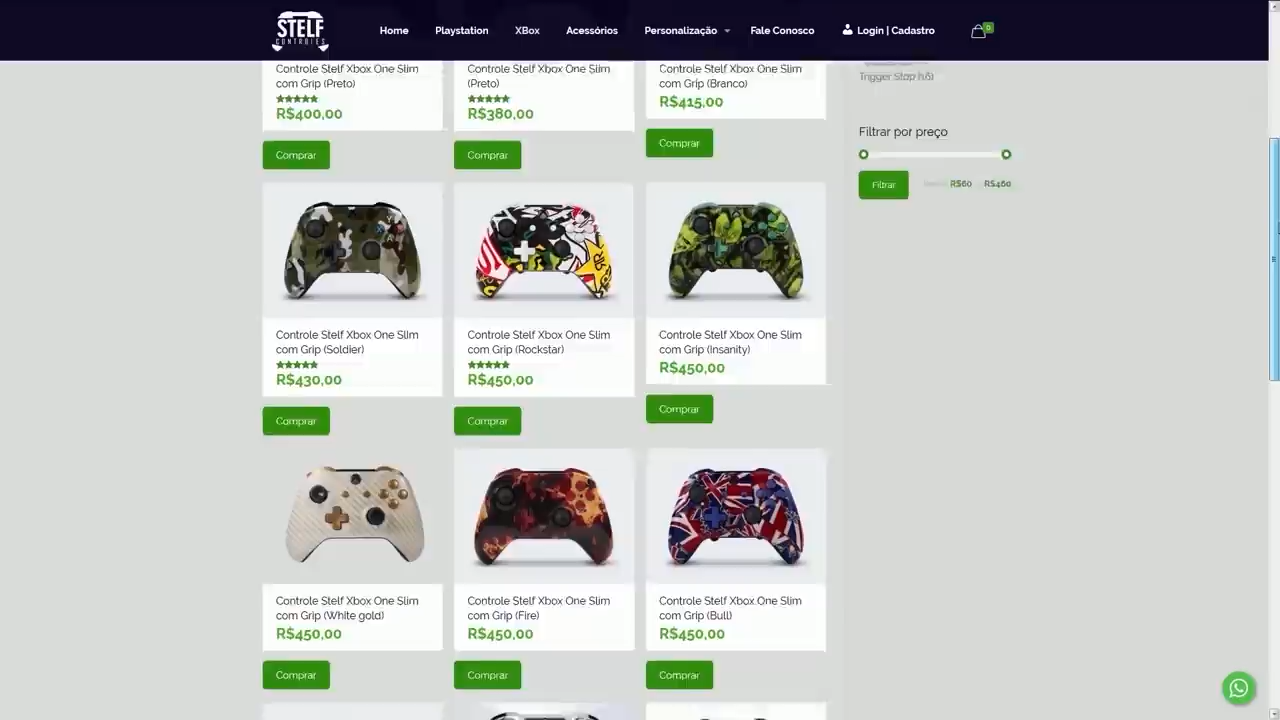 STELF
CONTROLES
Home
Playstation
XBox
Acessórios
Personalização
Fale Conosco
Login | Cadastro
0
Controle Stelf Xbox One Slim
com Grip (Preto)
R$400,00
Comprar
Controle Stelf Xbox One Slim
(Preto)
R$380,00
Comprar
Controle Stelf Xbox One Slim
com Grip (Branco)
R$415,00
Comprar
Trigger Stop h61
Filtrar por preço
Filtrar
R$60
R$460
Controle Stelf Xbox One Slim
com Grip (Soldier)
R$430,00
Comprar
Controle Stelf Xbox One Slim
com Grip (Rockstar)
R$450,00
Comprar
Controle Stelf Xbox One Slim
com Grip (Insanity)
R$450,00
Comprar
Controle Stelf Xbox One Slim
com Grip (White gold)
R$450,00
Comprar
Controle Stelf Xbox One Slim
com Grip (Fire)
R$450,00
Comprar
Controle Stelf Xbox One Slim
com Grip (Bull)
R$450,00
Comprar